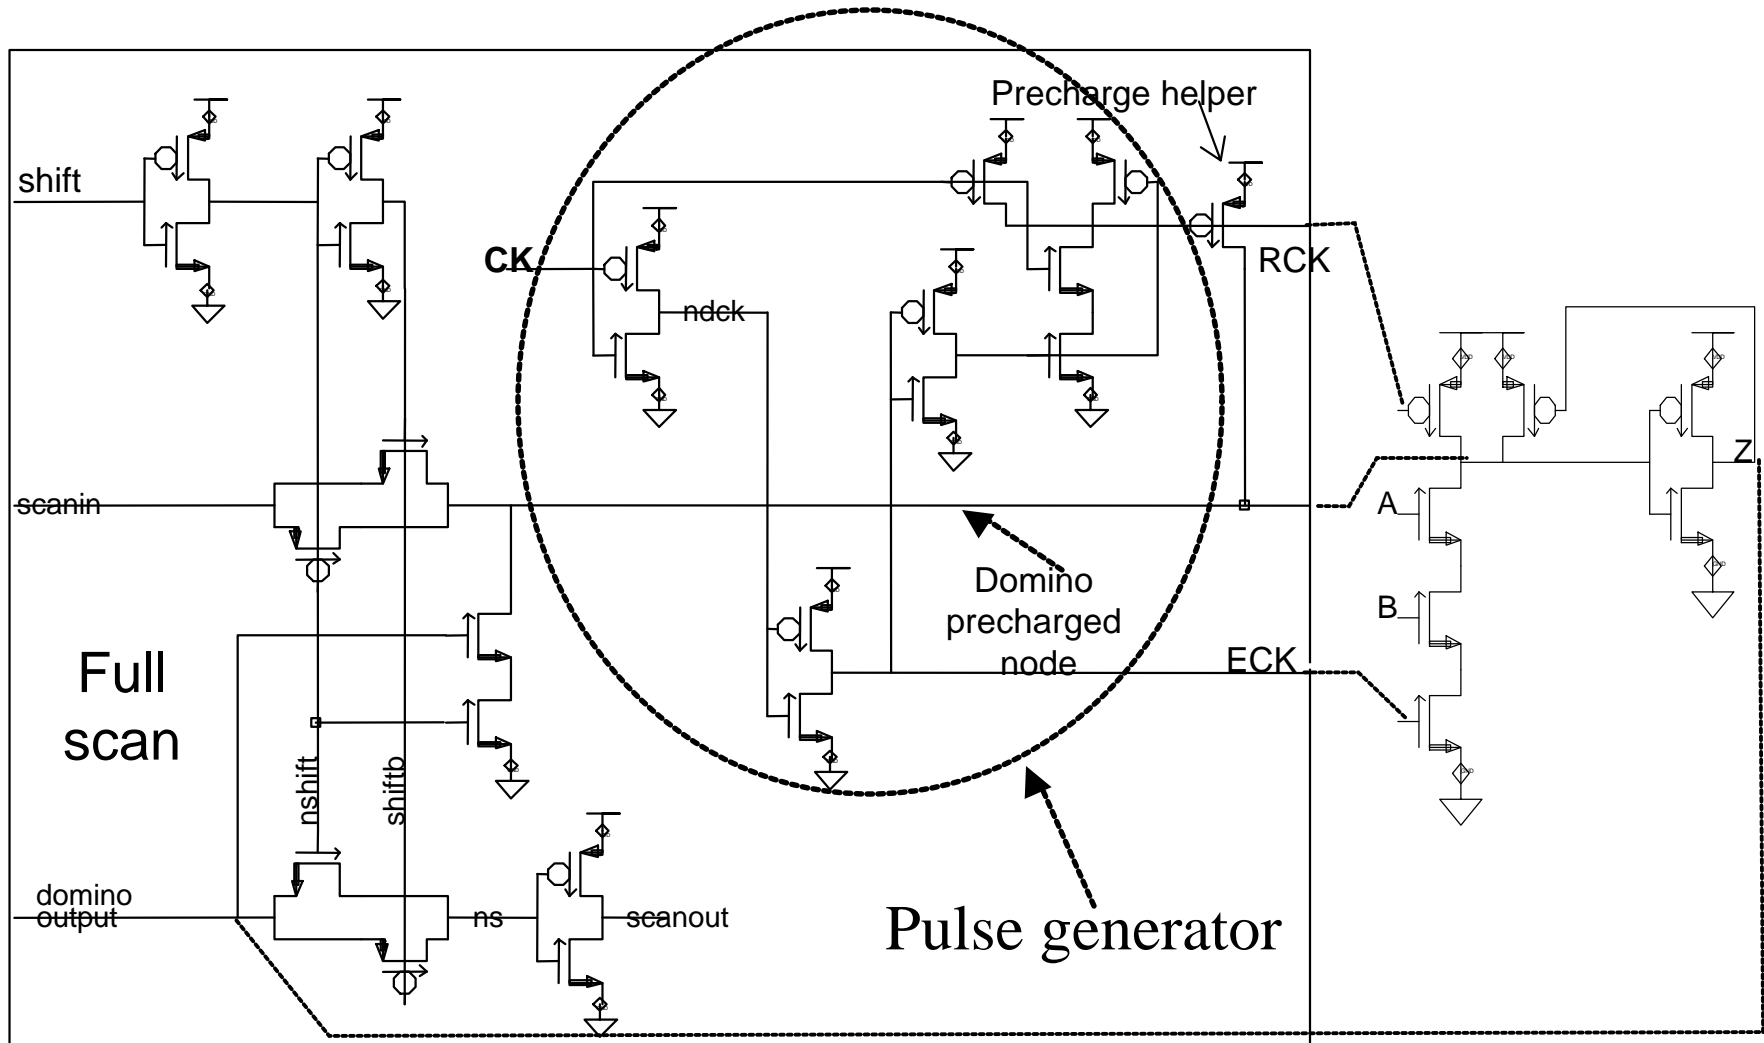 Precharge helper
shift
CK
RCK
ndck
Z
scanin
A
Domino
precharged
node
B
ECK
Full
scan
nshift
shiftb
domino
output
ns
scanout
Pulse generator